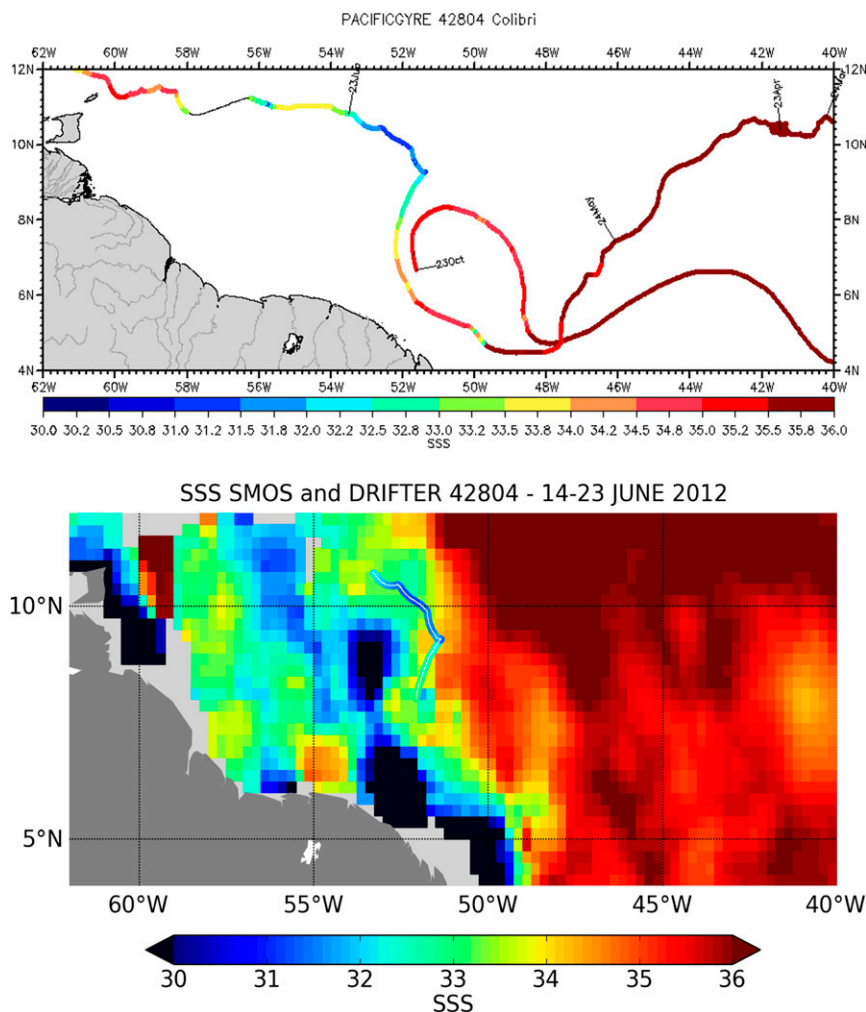 PACIFICGYRE 42804 Colibri
62W 60W 58W 56W 54W 52W 50W 48W 46W 44W 42W 40W
12N 12N
23Jun
23Apr
10N 10N
24May
8N 8N
23Oct
6N 6N
4N 4N
62W 60W 58W 56W 54W 52W 50W 48W 46W 44W 42W 40W
30.0 30.2 30.5 30.8 31.0 31.2 31.5 31.8 32.0 32.2 32.5 32.8 33.0 33.2 33.5 33.8 34.0 34.2 34.5 34.8 35.0 35.2 35.5 35.8 36.0
SSS
SSS SMOS and DRIFTER 42804 - 14-23 JUNE 2012
10°N
5°N
60°W 55°W 50°W 45°W 40°W
30 31 32 33 34 35 36
SSS